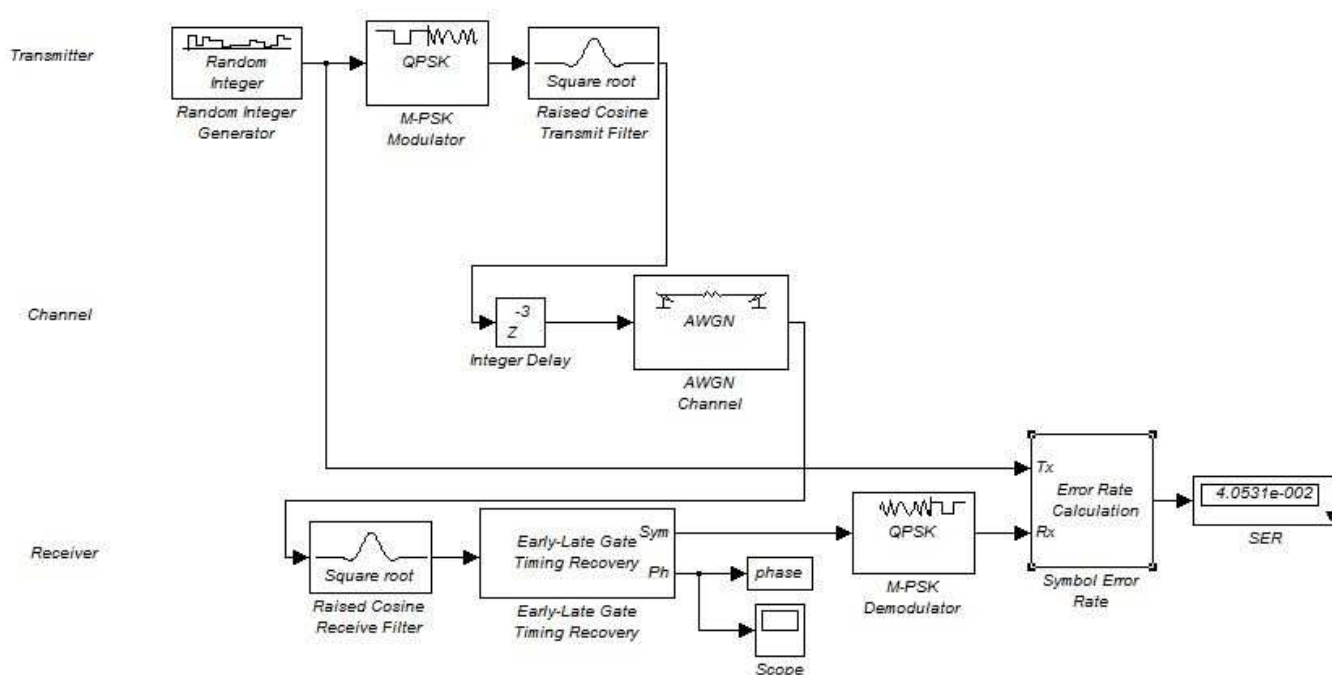 Transmitter
Random
Integer
Random Integer
Generator
QPSK
M-PSK
Modulator
Square root
Raised Cosine
Transmit Filter
Channel
-3
Z
Integer Delay
AWGN
AWGN
Channel
Receiver
Square root
Raised Cosine
Receive Filter
Early-Late Gate
Timing Recovery
Sym
Ph
Early-Late Gate
Timing Recovery
phase
Scope
QPSK
M-PSK
Demodulator
Tx
Rx
Error Rate
Calculation
Symbol Error
Rate
4.0531e-002
SER